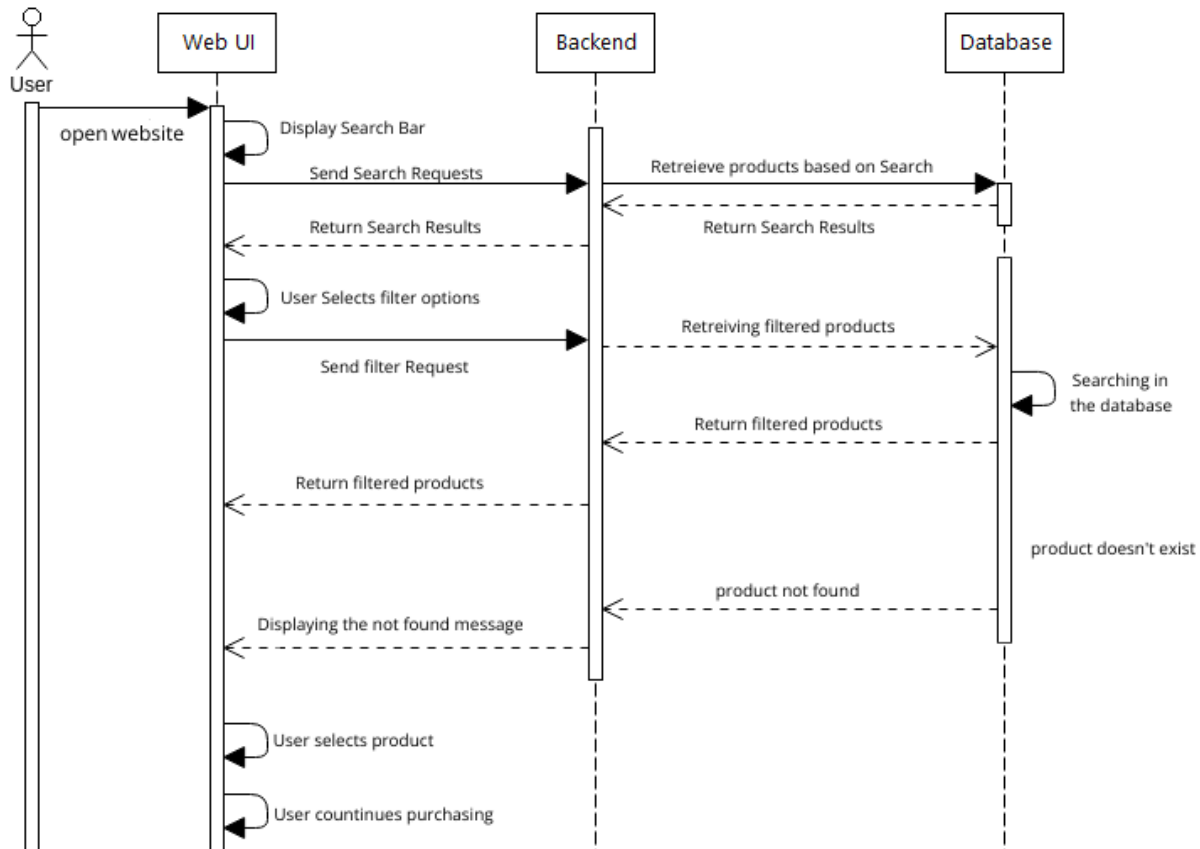 Web UI
Backend
Database
User
open website
Display Search Bar
Send Search Requests
Retreieve products based on Search
Return Search Results
Return Search Results
User Selects filter options
Retreiving filtered products
Send filter Request
Searching in
the database
Return filtered products
Return filtered products
product doesn't exist
product not found
Displaying the not found message
User selects product
User countinues purchasing